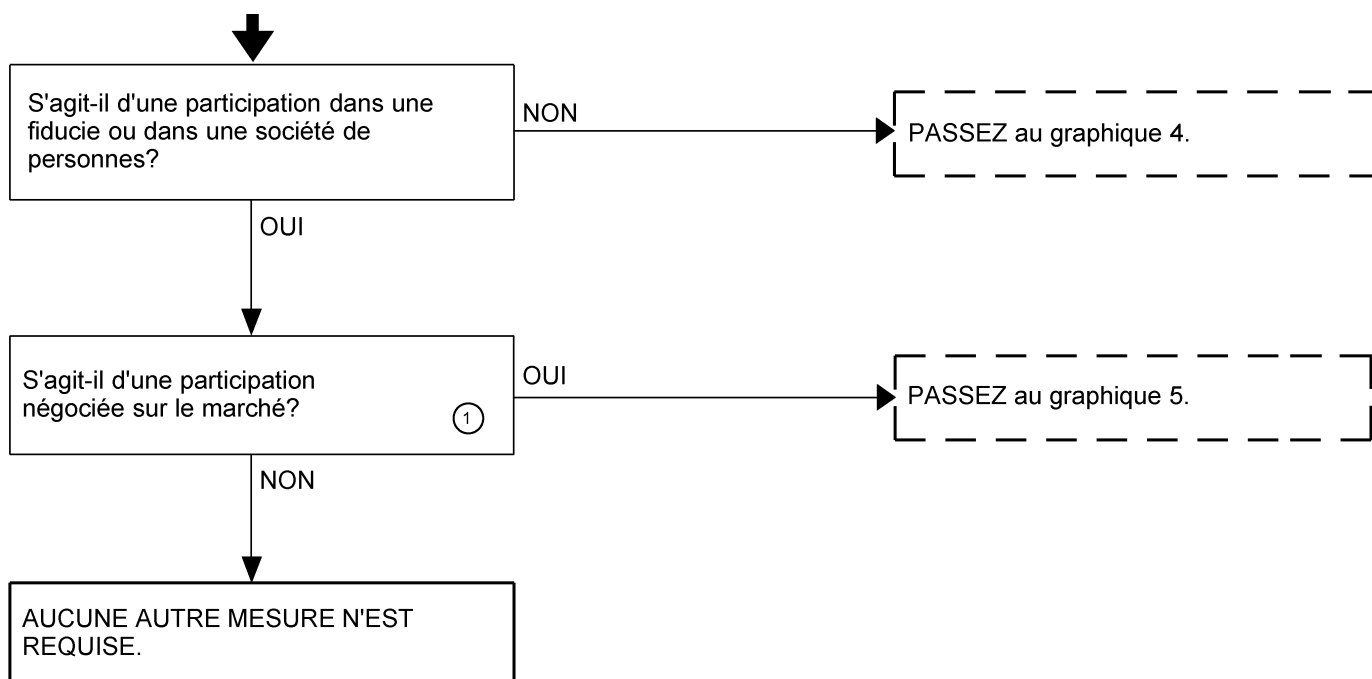 S'agit-il d'une participation dans une
fiducie ou dans une société de
personnes?
NON
PASSEZ au graphique 4.
OUI
S'agit-il d'une participation
négociée sur le marché?
1
OUI
PASSEZ au graphique 5.
NON
AUCUNE AUTRE MESURE N'EST
REQUISE.